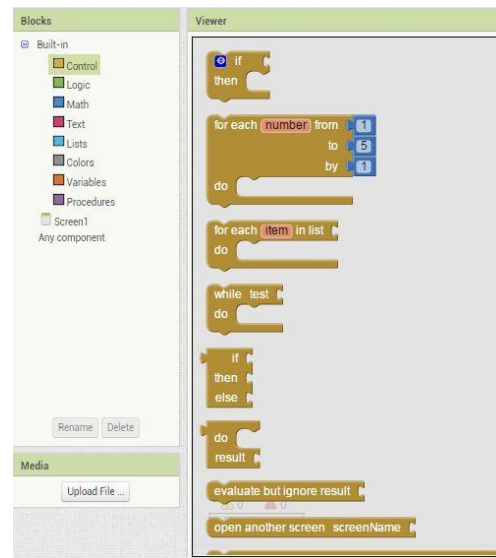 Blocks
Built-in
Control
Logic
Math
Text
Lists
Colors
Variables
Procedures
Screen1
Any component
Rename Delete
Media
Upload File ...
Viewer
if
then
for each number from 1
to 5
by 1
do
for each item in list
do
while test
do
if
then
else
do
result
evaluate but ignore result
0 0
open another screen screenName